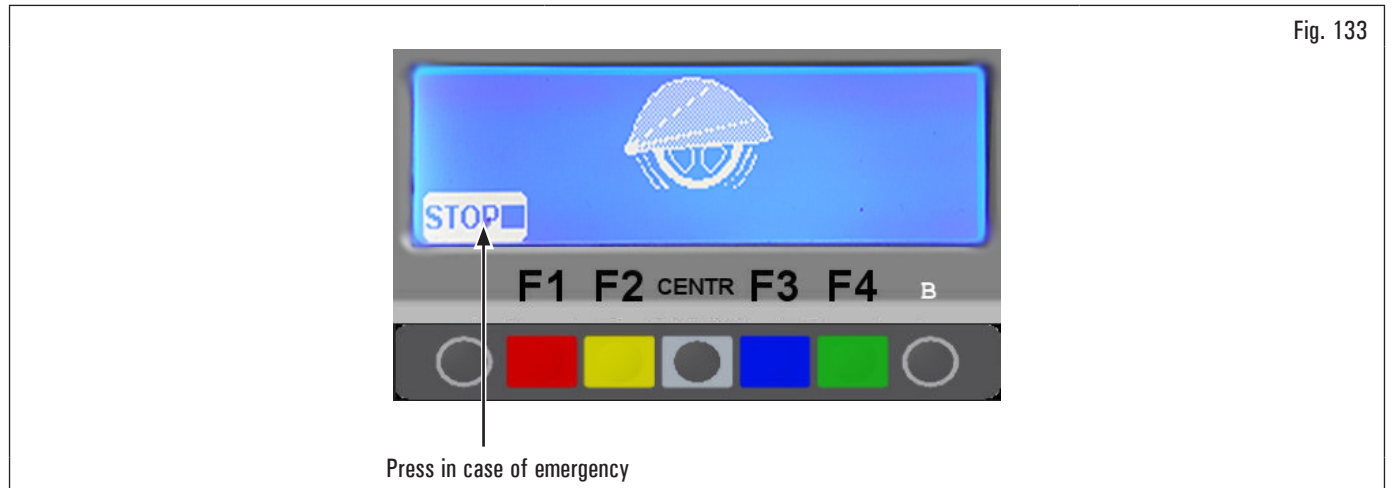 Fig. 133
STOP
F1 F2 CENTR F3 F4 B
Press in case of emergency